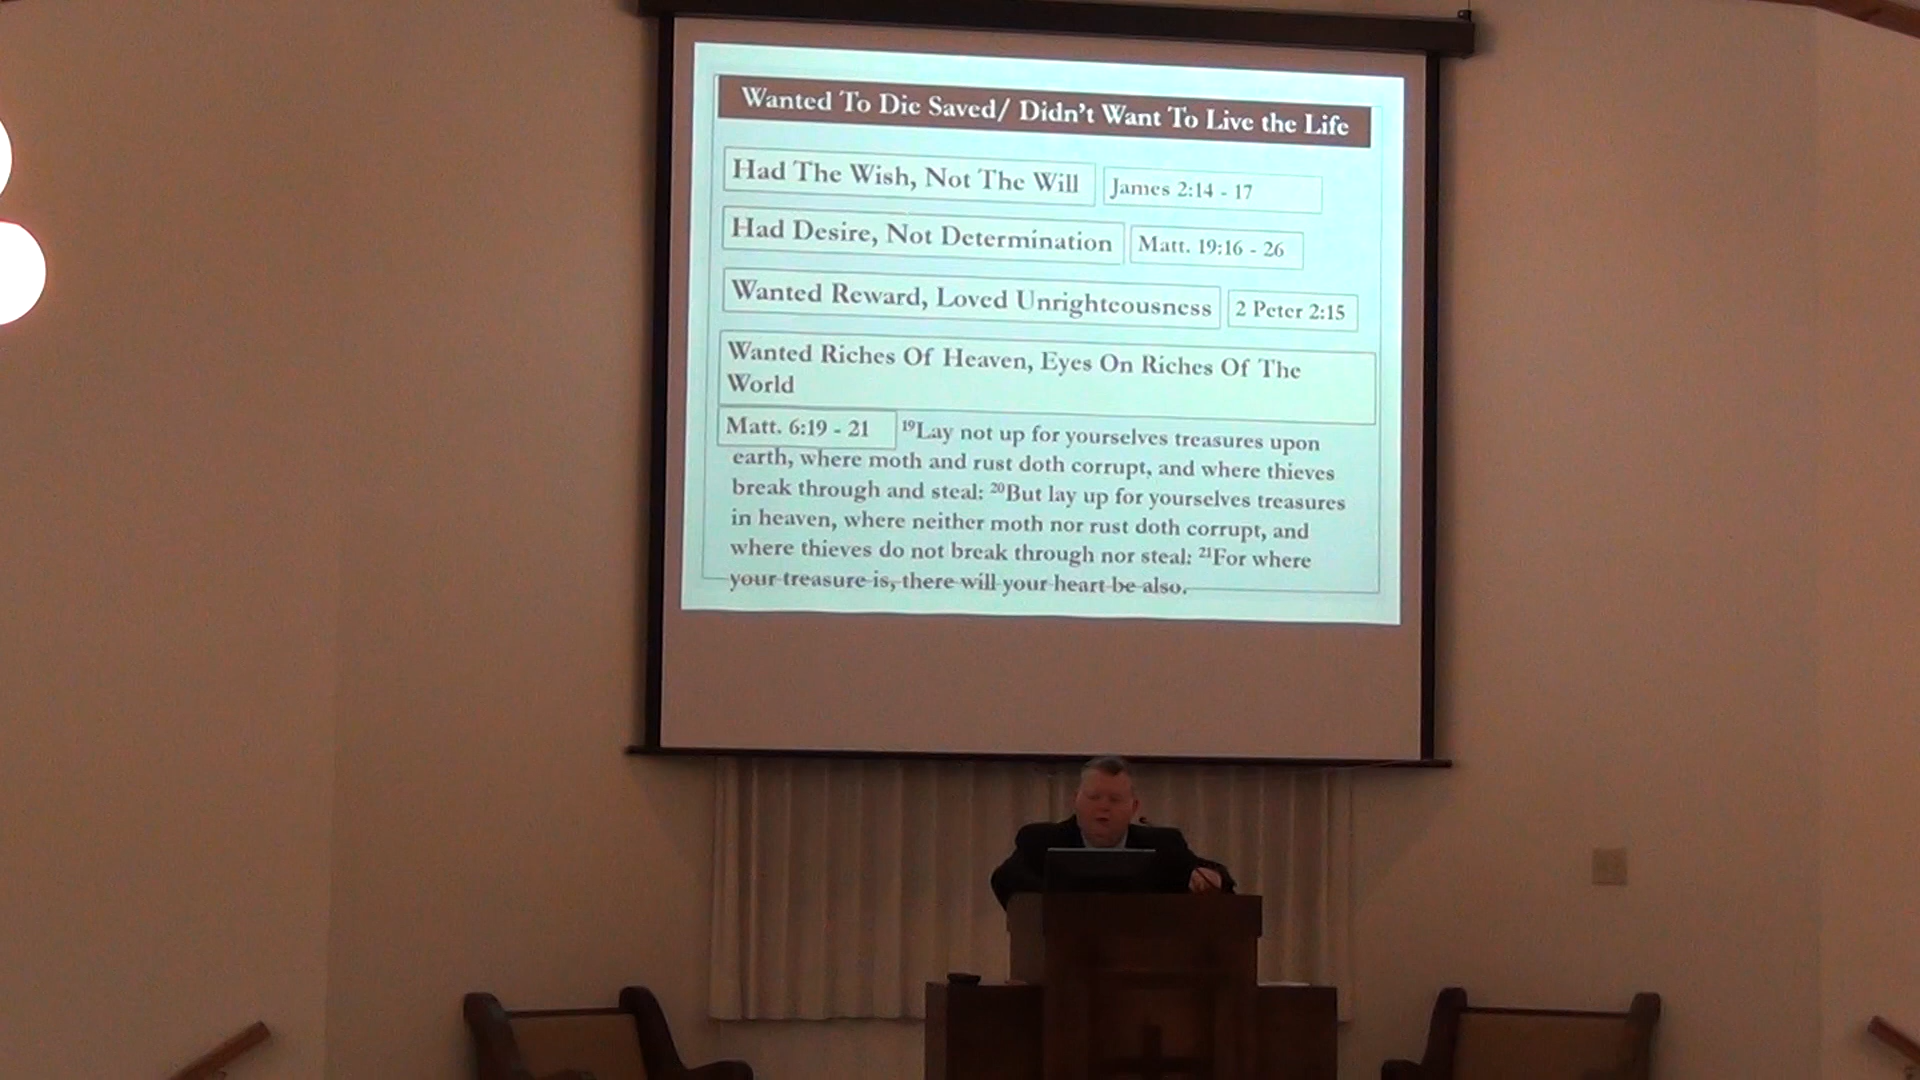 Wanted To Die Saved/ Didn't Want To Live the Life
Had The Wish, Not The Will James 2:14 - 17
Had Desire, Not Determination Matt. 19:16 - 26
Wanted Reward, Loved Unrighteousness 2 Peter 2:15
Wanted Riches Of Heaven, Eyes On Riches Of The
World
Matt. 6:19 - 21 19Lay not up for yourselves treasures upon
earth, where moth and rust doth corrupt, and where thieves
break through and steal: 20But lay up for yourselves treasures
in heaven, where neither moth nor rust doth corrupt, and
where thieves do not break through nor steal: 21For where
your treasure is, there will your heart be also.